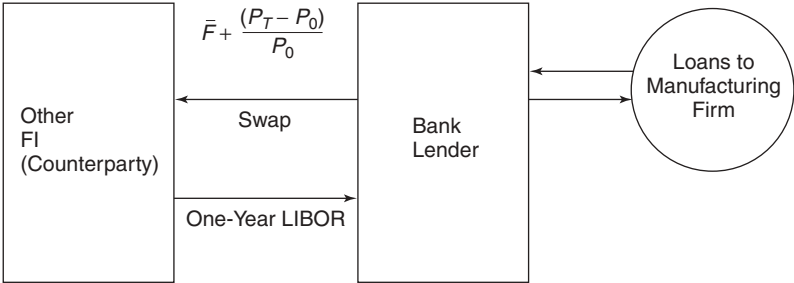 F̄ + (P_T − P_0)
P_0
Other
FI
(Counterparty)
Swap
One-Year LIBOR
Bank
Lender
Loans to
Manufacturing
Firm